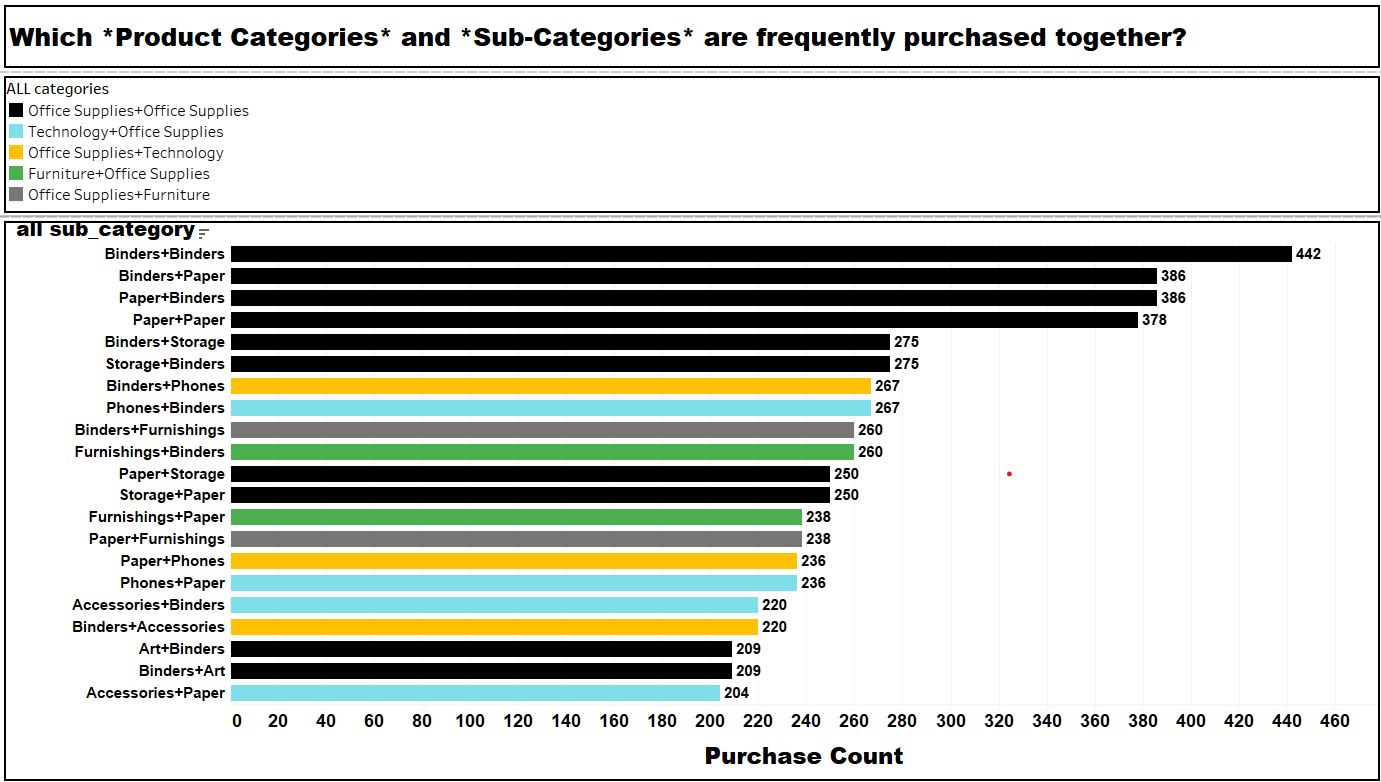 Which *Product Categories* and *Sub-Categories* are frequently purchased together?
ALL categories
Office Supplies+Office Supplies
Technology+Office Supplies
Office Supplies+Technology
Furniture+Office Supplies
Office Supplies+Furniture
all sub_category
Binders+Binders 442
Binders+Paper 386
Paper+Binders 386
Paper+Paper 378
Binders+Storage 275
Storage+Binders 275
Binders+Phones 267
Phones+Binders 267
Binders+Furnishings 260
Furnishings+Binders 260
Paper+Storage 250
Storage+Paper 250
Furnishings+Paper 238
Paper+Furnishings 238
Paper+Phones 236
Phones+Paper 236
Accessories+Binders 220
Binders+Accessories 220
Art+Binders 209
Binders+Art 209
Accessories+Paper 204
0 20 40 60 80 100 120 140 160 180 200 220 240 260 280 300 320 340 360 380 400 420 440 460
Purchase Count